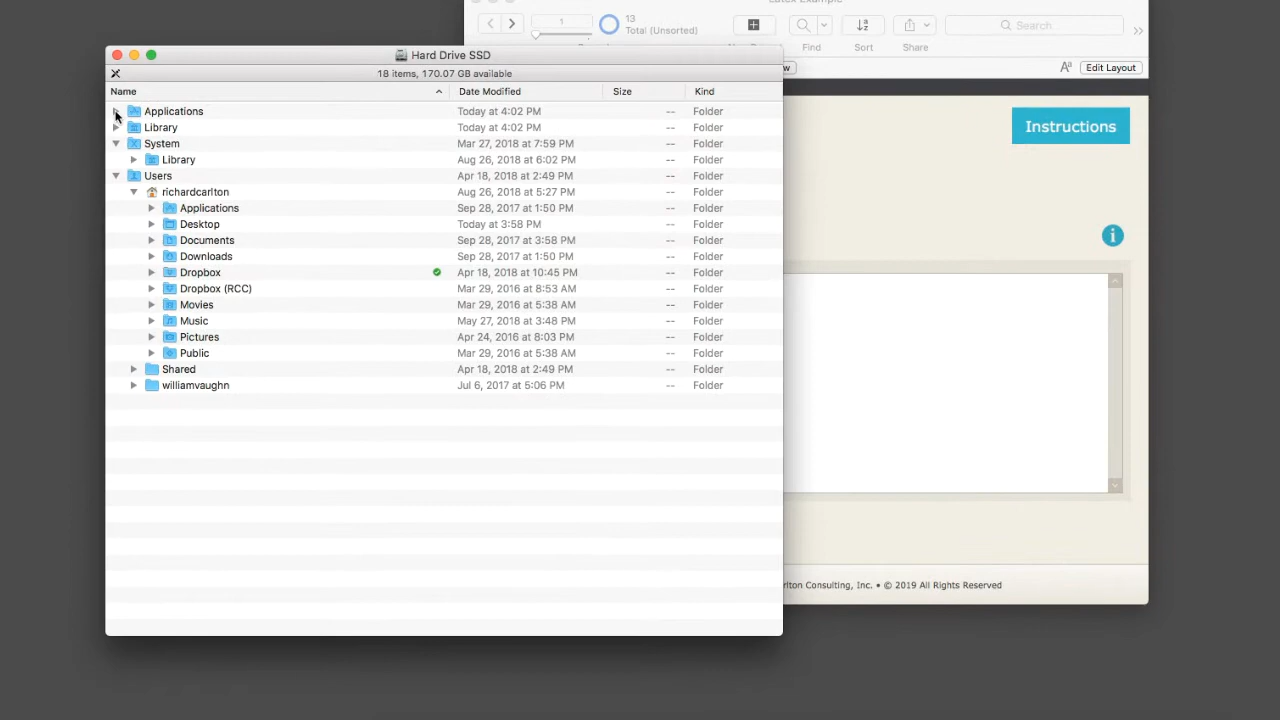 1
13
Total (Unsorted)
Find
Sort
Share
Search...
Edit Layout
Hard Drive SSD
18 items, 170.07 GB available
Name Date Modified Size Kind
Applications Today at 4:02 PM -- Folder
Library Today at 4:02 PM -- Folder
System Mar 27, 2018 at 7:59 PM -- Folder
Library Aug 26, 2018 at 6:02 PM -- Folder
Users Apr 18, 2018 at 2:49 PM -- Folder
richardcarlton Aug 26, 2018 at 5:27 PM -- Folder
Applications Sep 28, 2017 at 1:50 PM -- Folder
Desktop Today at 3:58 PM -- Folder
Documents Sep 28, 2017 at 3:58 PM -- Folder
Downloads Sep 28, 2017 at 1:50 PM -- Folder
Dropbox Apr 18, 2018 at 10:45 PM -- Folder
Dropbox (RCC) Mar 29, 2016 at 8:53 AM -- Folder
Movies Mar 29, 2016 at 5:38 AM -- Folder
Music May 27, 2018 at 3:48 PM -- Folder
Pictures Apr 24, 2016 at 8:03 PM -- Folder
Public Mar 29, 2016 at 5:38 AM -- Folder
Shared Apr 18, 2018 at 2:49 PM -- Folder
williamvaughn Jul 6, 2017 at 5:06 PM -- Folder
Instructions
rlton Consulting, Inc. • © 2019 All Rights Reserved